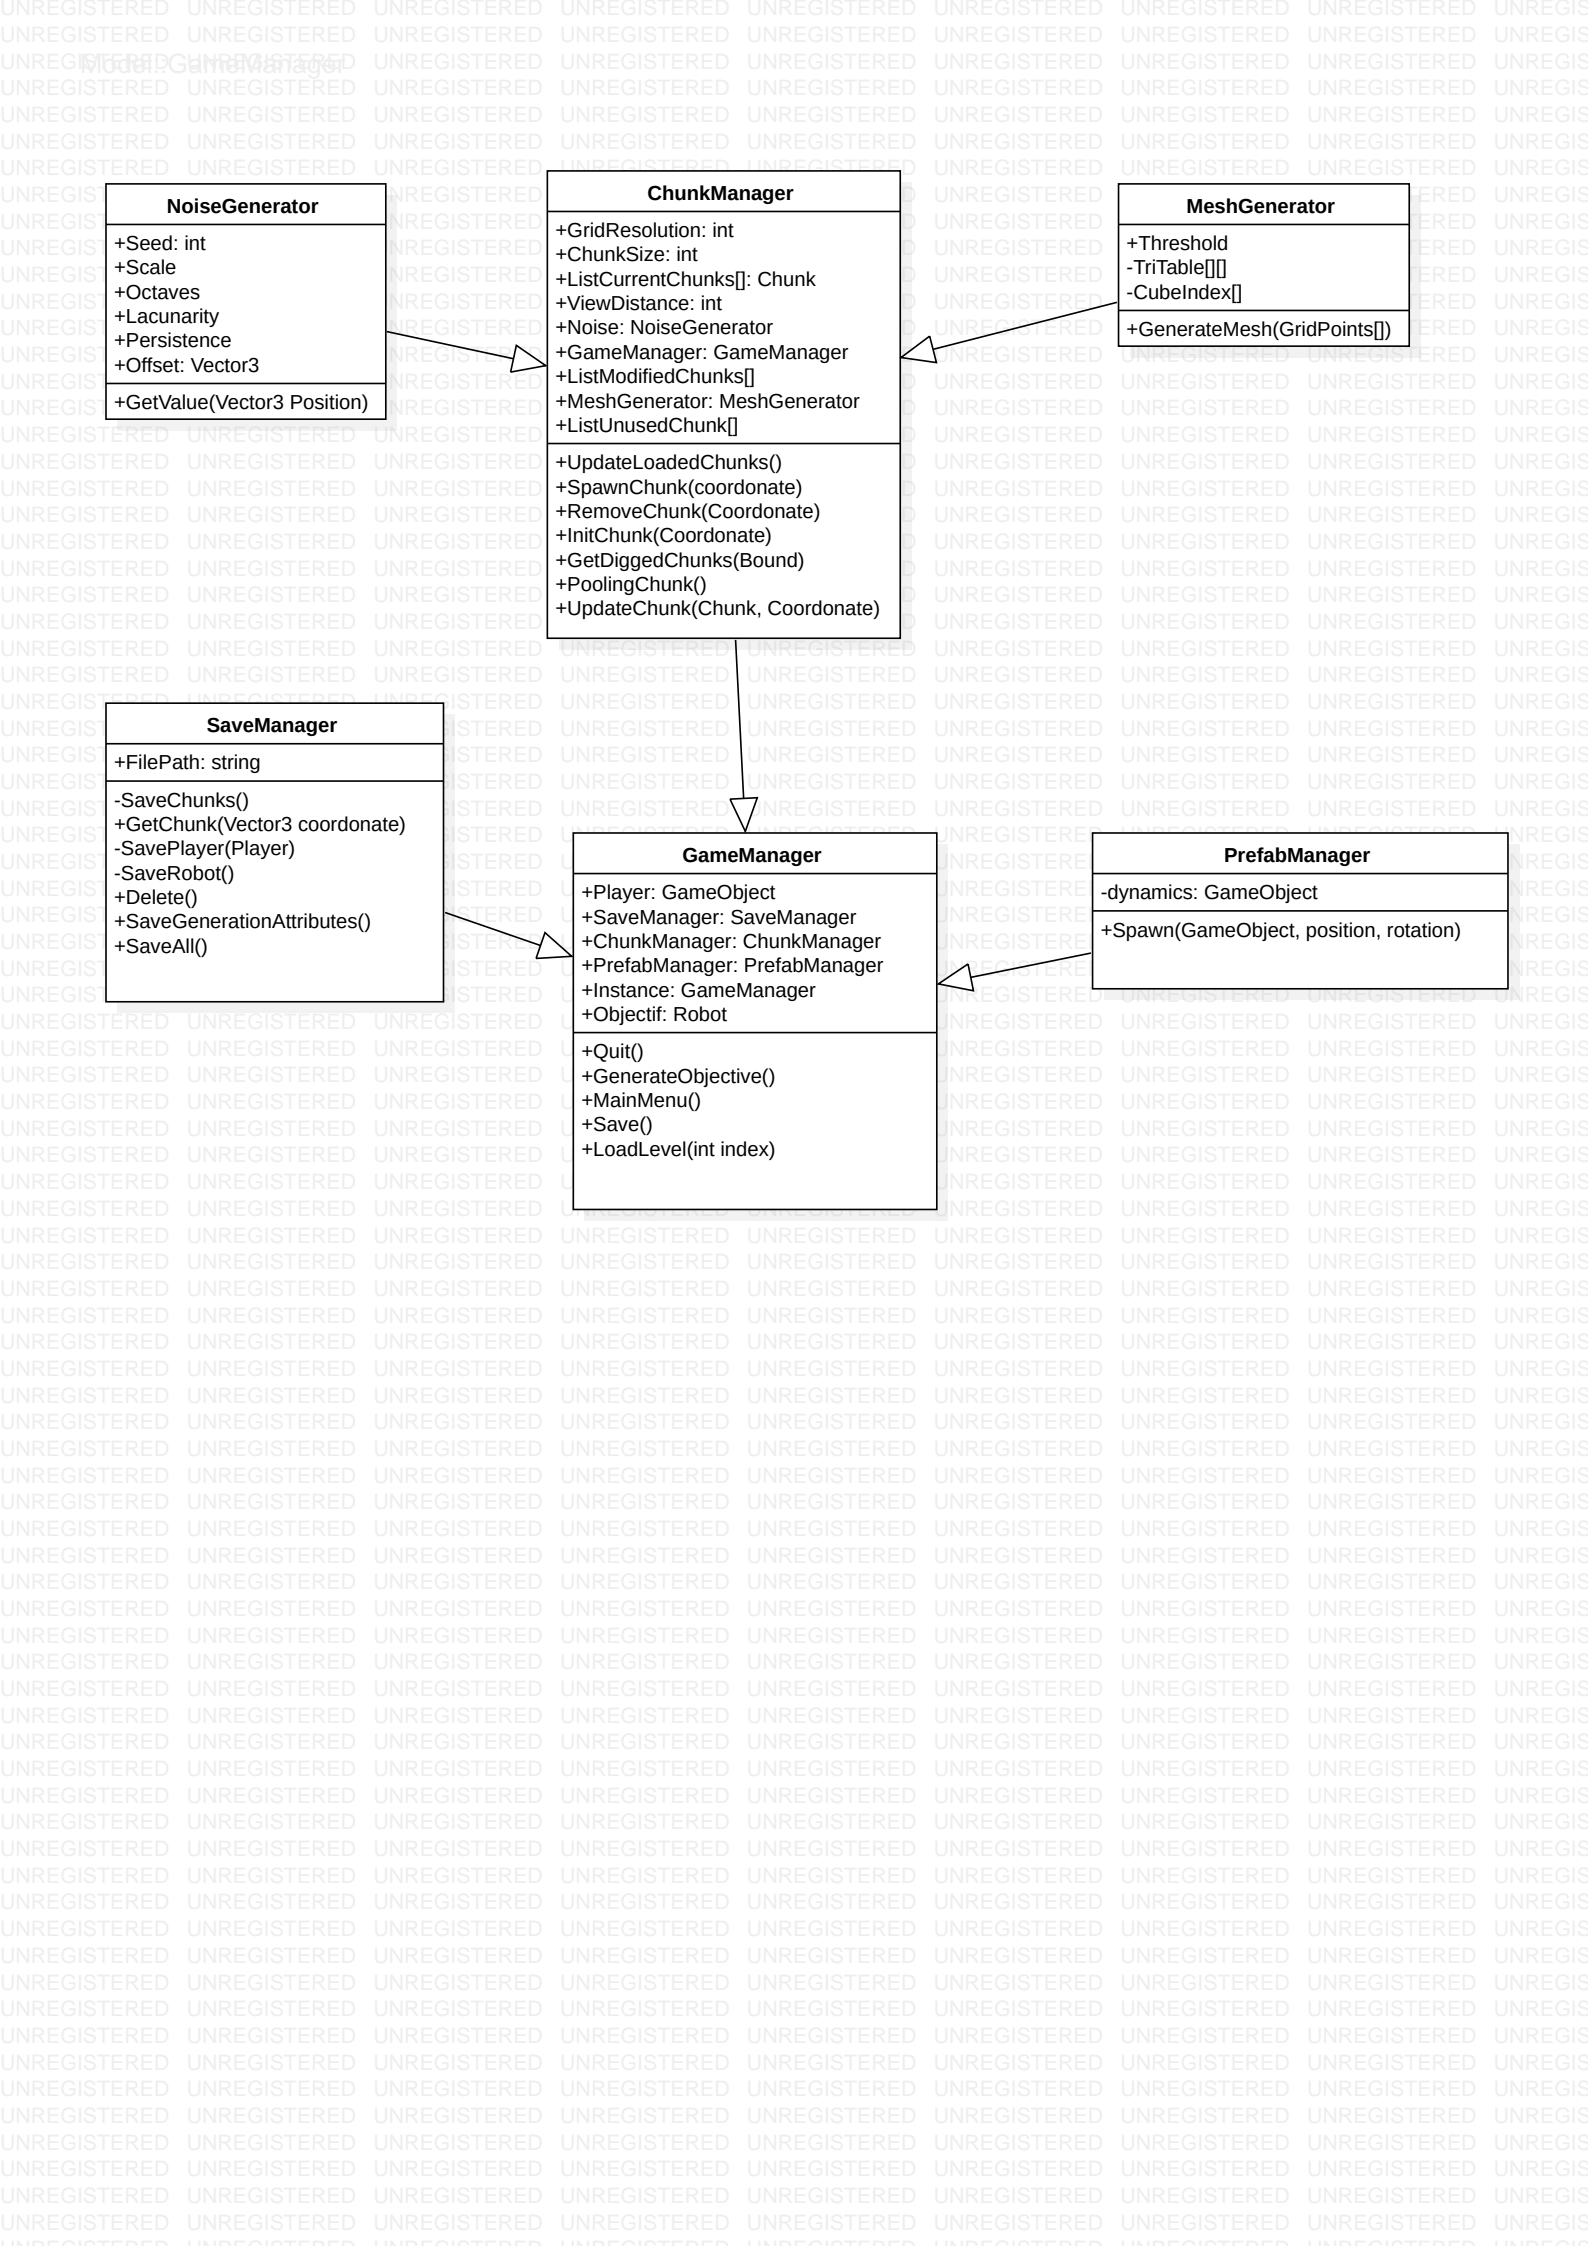 Model::GameManager
NoiseGenerator
+Seed: int
+Scale
+Octaves
+Lacunarity
+Persistence
+Offset: Vector3
+GetValue(Vector3 Position)
ChunkManager
+GridResolution: int
+ChunkSize: int
+ListCurrentChunks[]: Chunk
+ViewDistance: int
+Noise: NoiseGenerator
+GameManager: GameManager
+ListModifiedChunks[]
+MeshGenerator: MeshGenerator
+ListUnusedChunk[]
+UpdateLoadedChunks()
+SpawnChunk(coordonate)
+RemoveChunk(Coordonate)
+InitChunk(Coordonate)
+GetDiggedChunks(Bound)
+PoolingChunk()
+UpdateChunk(Chunk, Coordonate)
MeshGenerator
+Threshold
-TriTable[][]
-CubeIndex[]
+GenerateMesh(GridPoints[])
SaveManager
+FilePath: string
-SaveChunks()
+GetChunk(Vector3 coordonate)
-SavePlayer(Player)
-SaveRobot()
+Delete()
+SaveGenerationAttributes()
+SaveAll()
GameManager
+Player: GameObject
+SaveManager: SaveManager
+ChunkManager: ChunkManager
+PrefabManager: PrefabManager
+Instance: GameManager
+Objectif: Robot
+Quit()
+GenerateObjective()
+MainMenu()
+Save()
+LoadLevel(int index)
PrefabManager
-dynamics: GameObject
+Spawn(GameObject, position, rotation)
UNREGISTERED